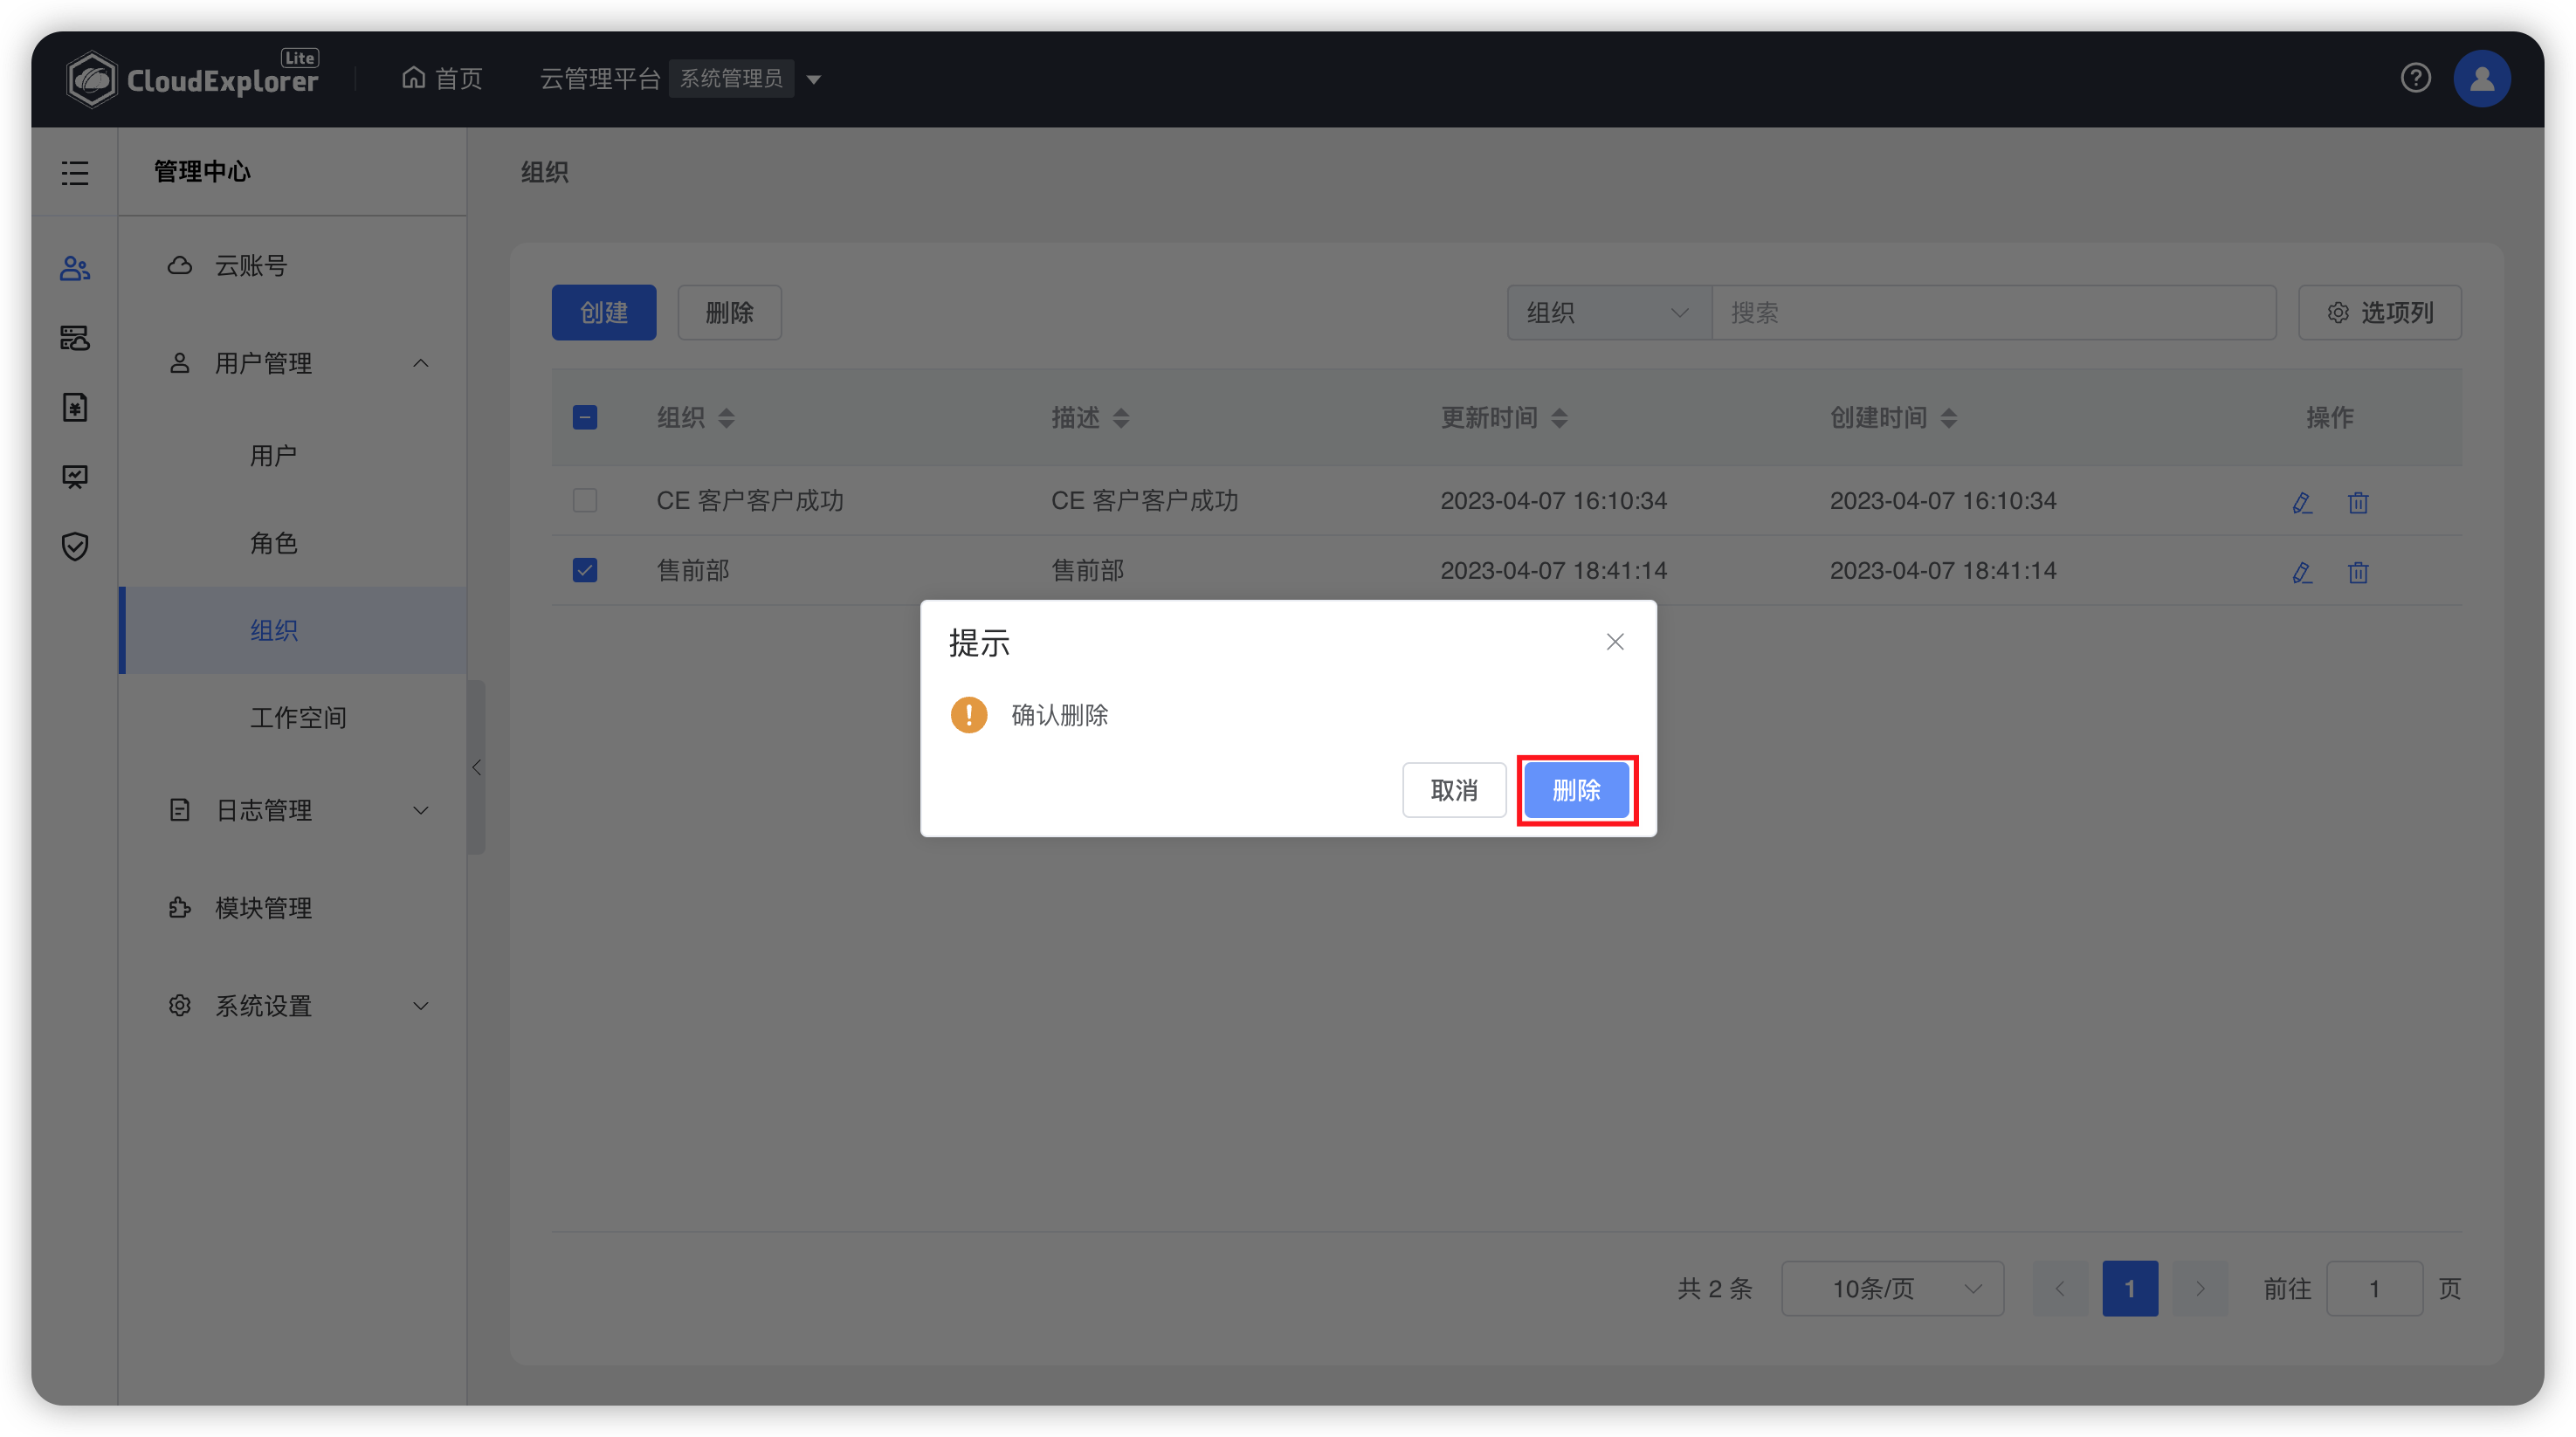 CloudExplorer Lite
首页
云管理平台 系统管理员
管理中心
云账号
用户管理
用户
角色
组织
工作空间
日志管理
模块管理
系统设置
组织
创建 删除 组织 搜索 选项列
组织 描述 更新时间 创建时间 操作
CE 客户客户成功 CE 客户客户成功 2023-04-07 16:10:34 2023-04-07 16:10:34
售前部 售前部 2023-04-07 18:41:14 2023-04-07 18:41:14
提示
确认删除
取消 删除
共 2 条 10条/页 1 前往 1 页